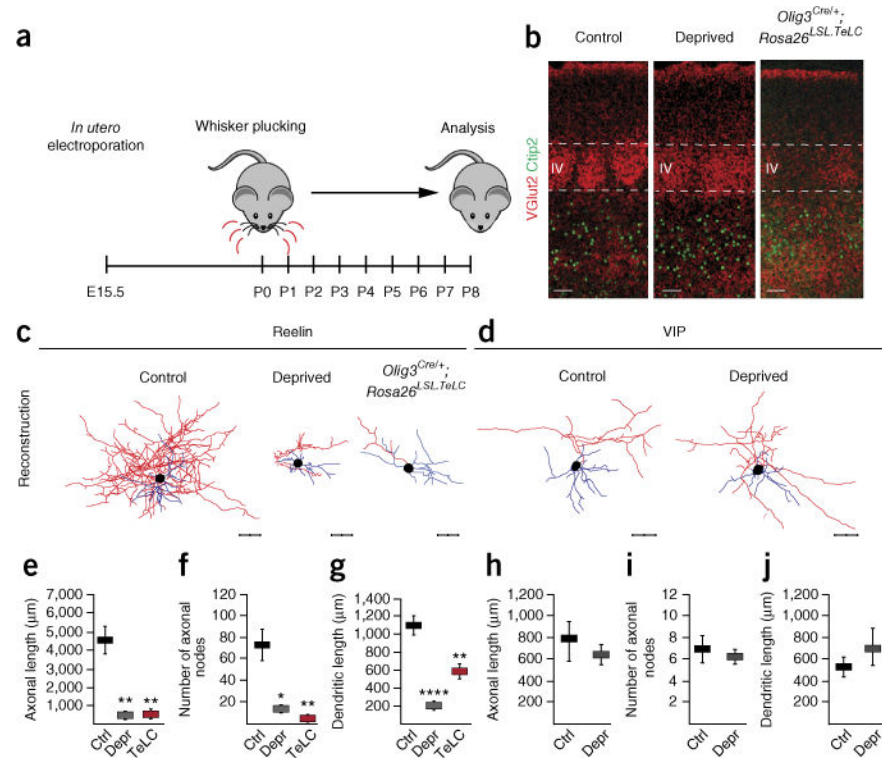 a
In utero
electroporation
Whisker plucking
Analysis
E15.5
P0 P1 P2 P3 P4 P5 P6 P7 P8
b
Control
Deprived
Olig3Cre/+;
Rosa26LSL.TeLC
VGlut2 Ctip2
IV
IV
IV
c
Reelin
Control
Deprived
Olig3Cre/+;
Rosa26LSL.TeLC
Reconstruction
d
VIP
Control
Deprived
e
Axonal length (µm)
7,000
6,000
5,000
4,000
3,000
2,000
1,000
**
**
Ctrl
Depr
TeLC
f
Number of axonal
nodes
120
100
80
60
40
20
*
**
Ctrl
Depr
TeLC
g
Dendritic length (µm)
1,400
1,200
1,000
800
600
400
200
****
**
Ctrl
Depr
TeLC
h
Axonal length (µm)
1,400
1,200
1,000
800
600
400
200
Ctrl
Depr
i
Number of axonal
nodes
12
10
8
6
4
2
Ctrl
Depr
j
Dendritic length (µm)
1,400
1,200
1,000
800
600
400
200
Ctrl
Depr